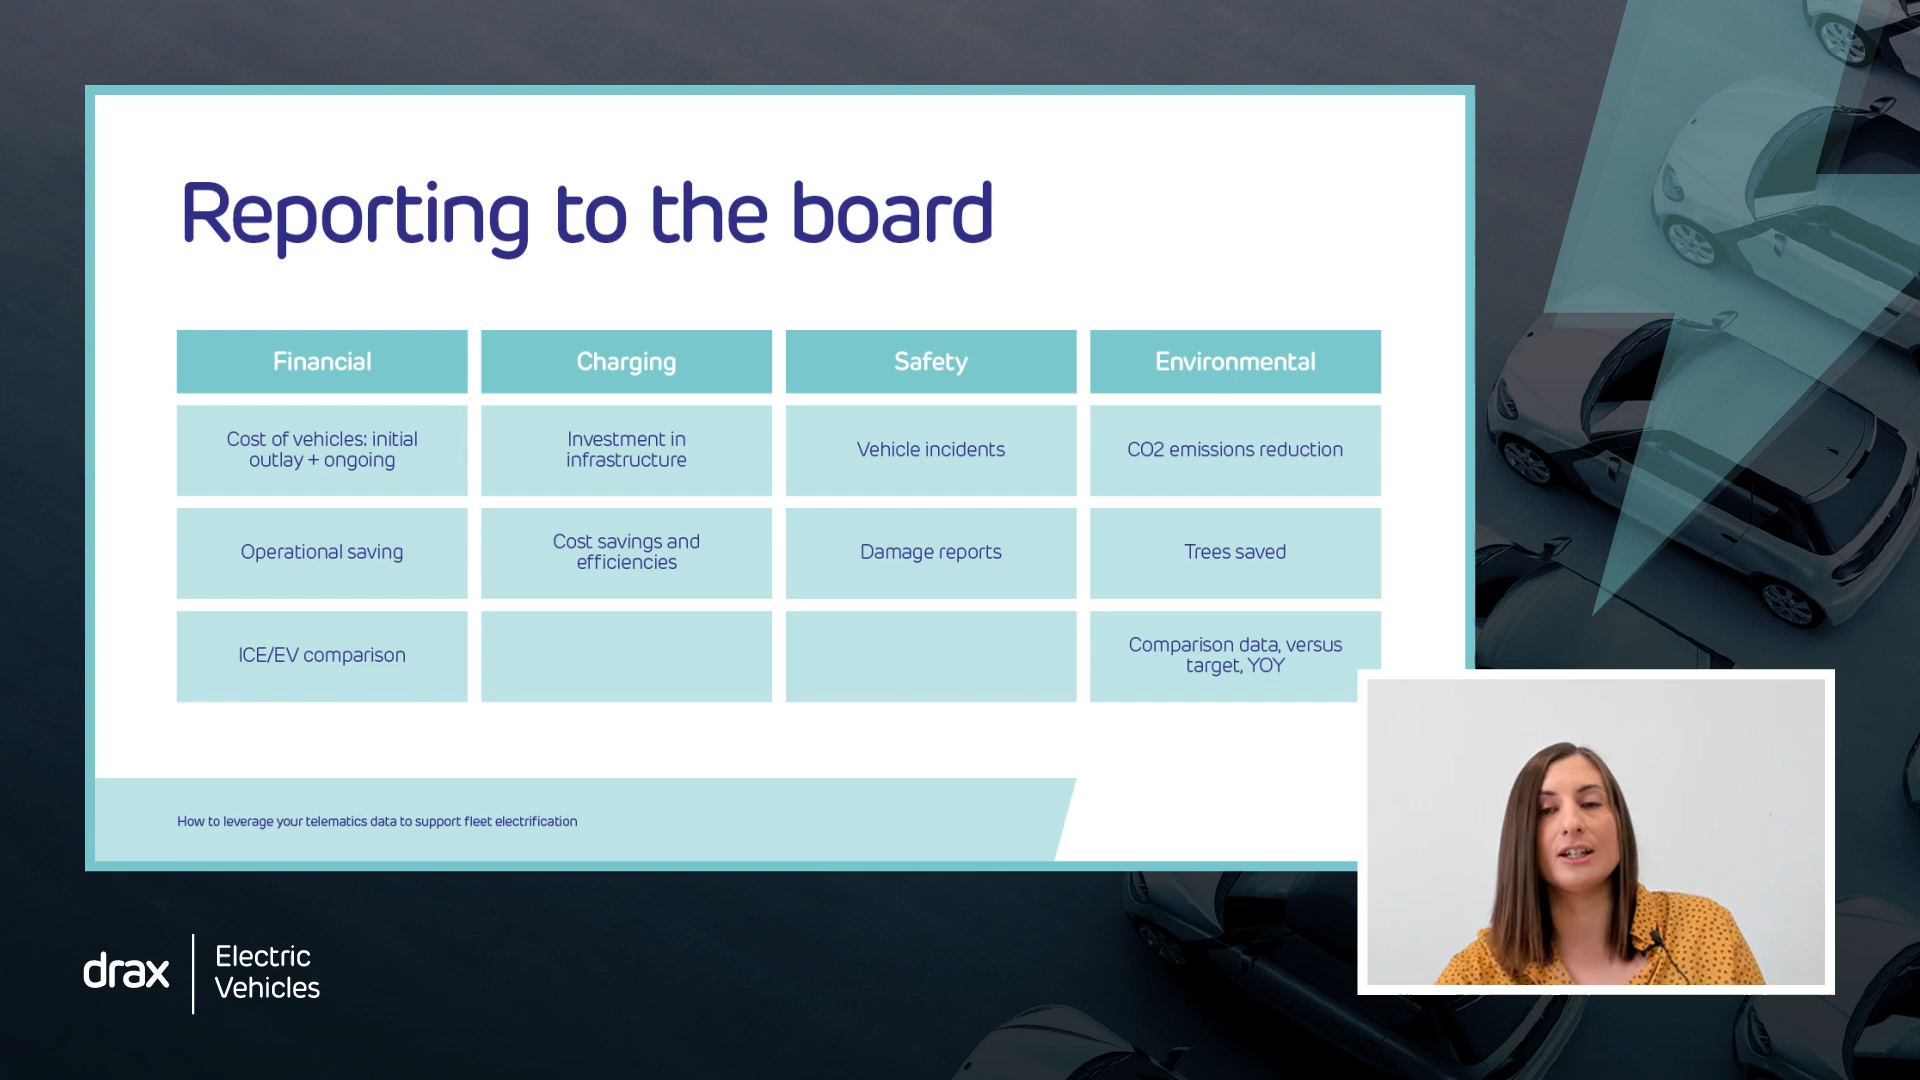 Reporting to the board
Financial
Charging
Safety
Environmental
Cost of vehicles: initial
outlay + ongoing
Investment in
infrastructure
Vehicle incidents
CO2 emissions reduction
Operational saving
Cost savings and
efficiencies
Damage reports
Trees saved
ICE/EV comparison
Comparison data, versus
target, YOY
How to leverage your telematics data to support fleet electrification
drax
Electric
Vehicles